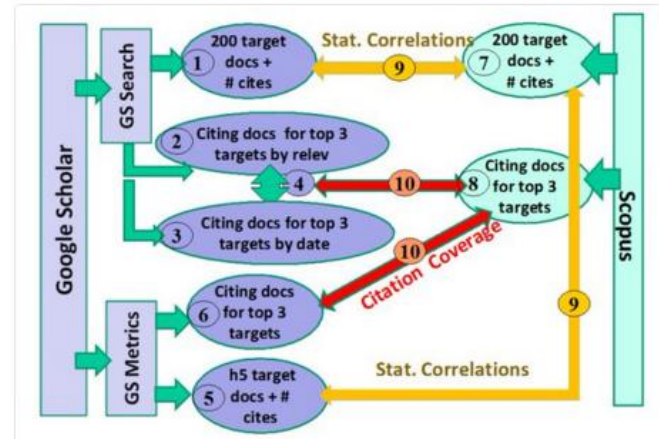 Google Scholar
GS Search
1
200 target
docs +
# cites
Stat. Correlations
9
7
200 target
docs +
# cites
2
Citing docs for top 3
targets by relev
4
10
8
Citing docs
for top 3
targets
Scopus
3
Citing docs for top 3
targets by date
10
Citation Coverage
GS Metrics
6
Citing docs
for top 3
targets
9
5
h5 target
docs + #
cites
Stat. Correlations